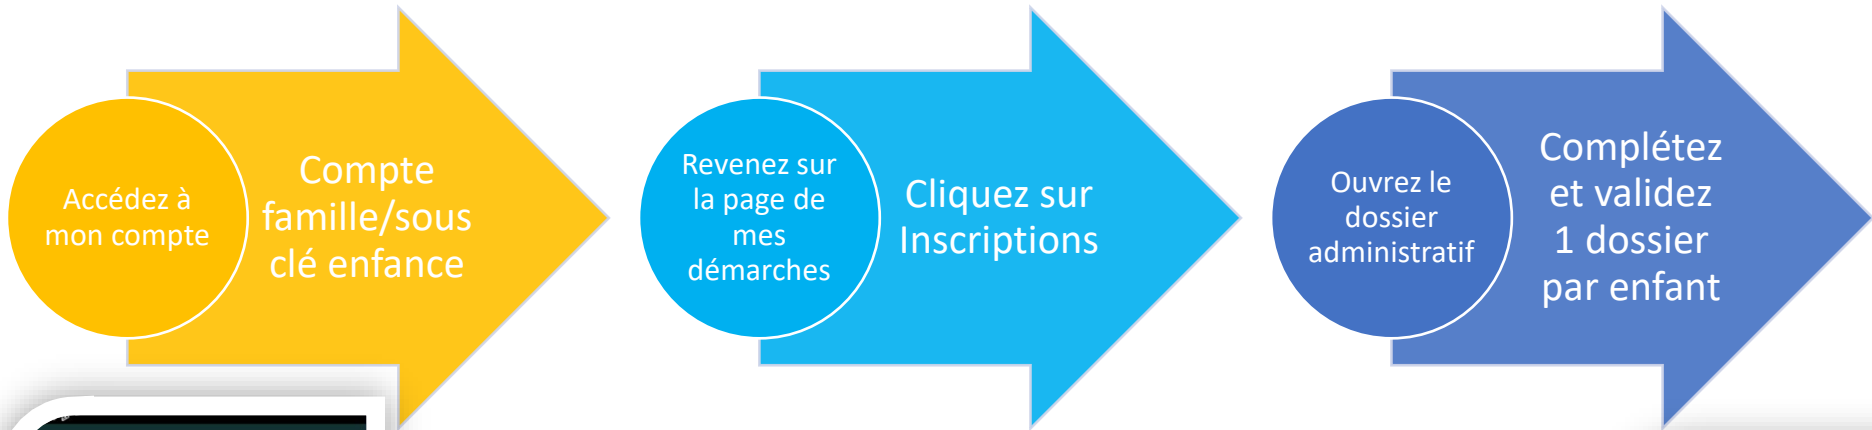 Accédez à
mon compte
Compte
famille/sous
clé enfance
Revenez sur
la page de
mes
démarches
Cliquez sur
Inscriptions
Ouvrez le
dossier
administratif
Complétez
et validez
1 dossier
par enfant